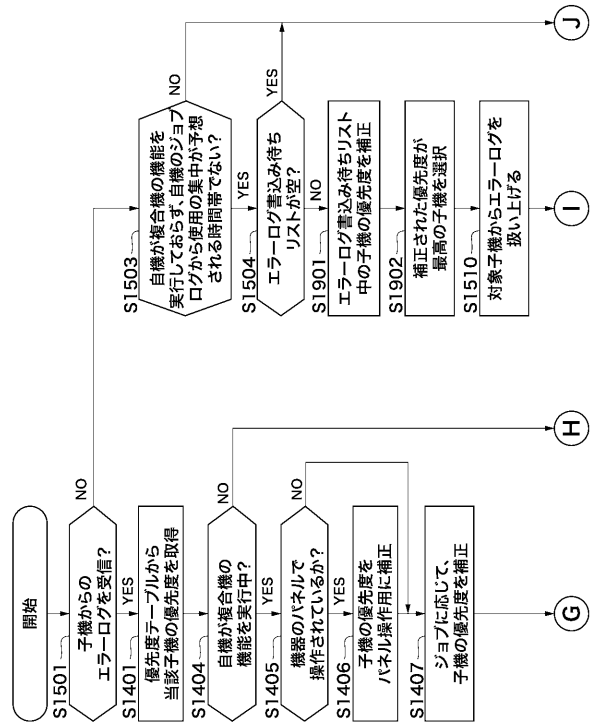 開始
S1501
子機からの
エラーログを受信？
NO
YES
S1401
優先度テーブルから
当該子機の優先度を取得
S1404
自機が複合機の
機能を実行中？
NO
YES
S1405
機器のパネルで
操作されているか？
NO
YES
S1406
子機の優先度を
パネル操作用に補正
S1407
ジョブに応じて、
子機の優先度を補正
G
H
S1503
自機が複合機の機能を
実行しておらず、自機のジョブ
ログから使用の集中が予想
される時間帯でない？
NO
YES
S1504
エラーログ書込み待ち
リストが空？
YES
NO
S1901
エラーログ書込み待ちリスト
中の子機の優先度を補正
S1902
補正された優先度が
最高の子機を選択
S1510
対象子機からエラーログを
扱い上げる
I
J